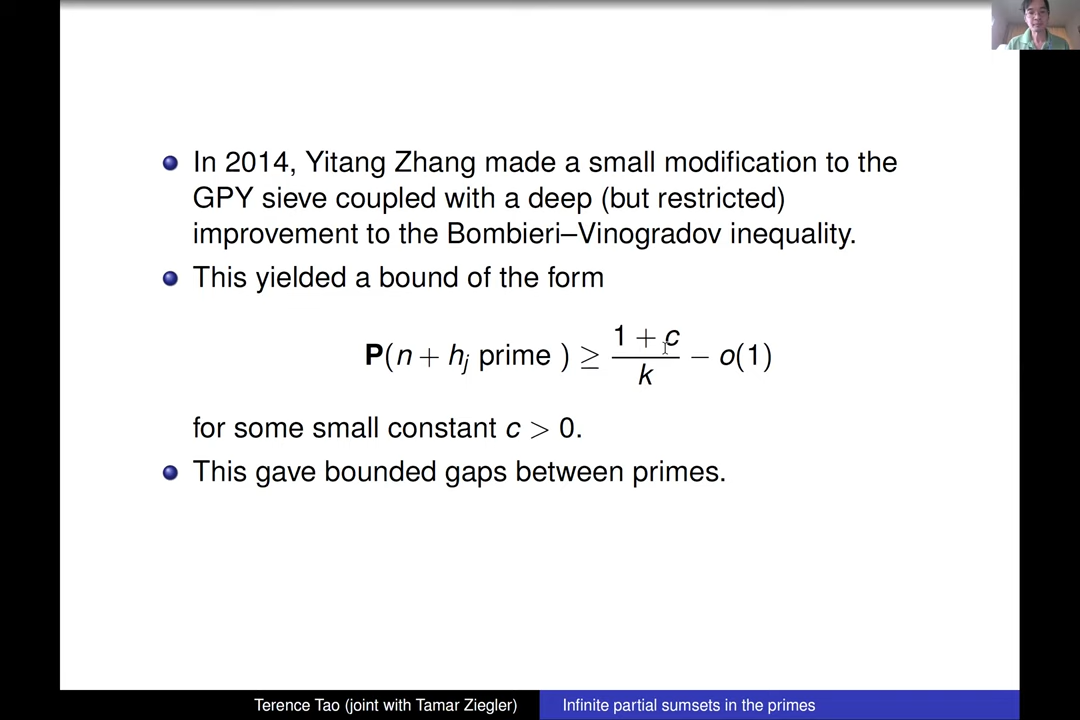 In 2014, Yitang Zhang made a small modification to the
GPY sieve coupled with a deep (but restricted)
improvement to the Bombieri–Vinogradov inequality.
This yielded a bound of the form
P(n + h_j prime ) ≥ \frac{1 + c}{k} − o(1)
for some small constant c > 0.
This gave bounded gaps between primes.
Terence Tao (joint with Tamar Ziegler)
Infinite partial sumsets in the primes